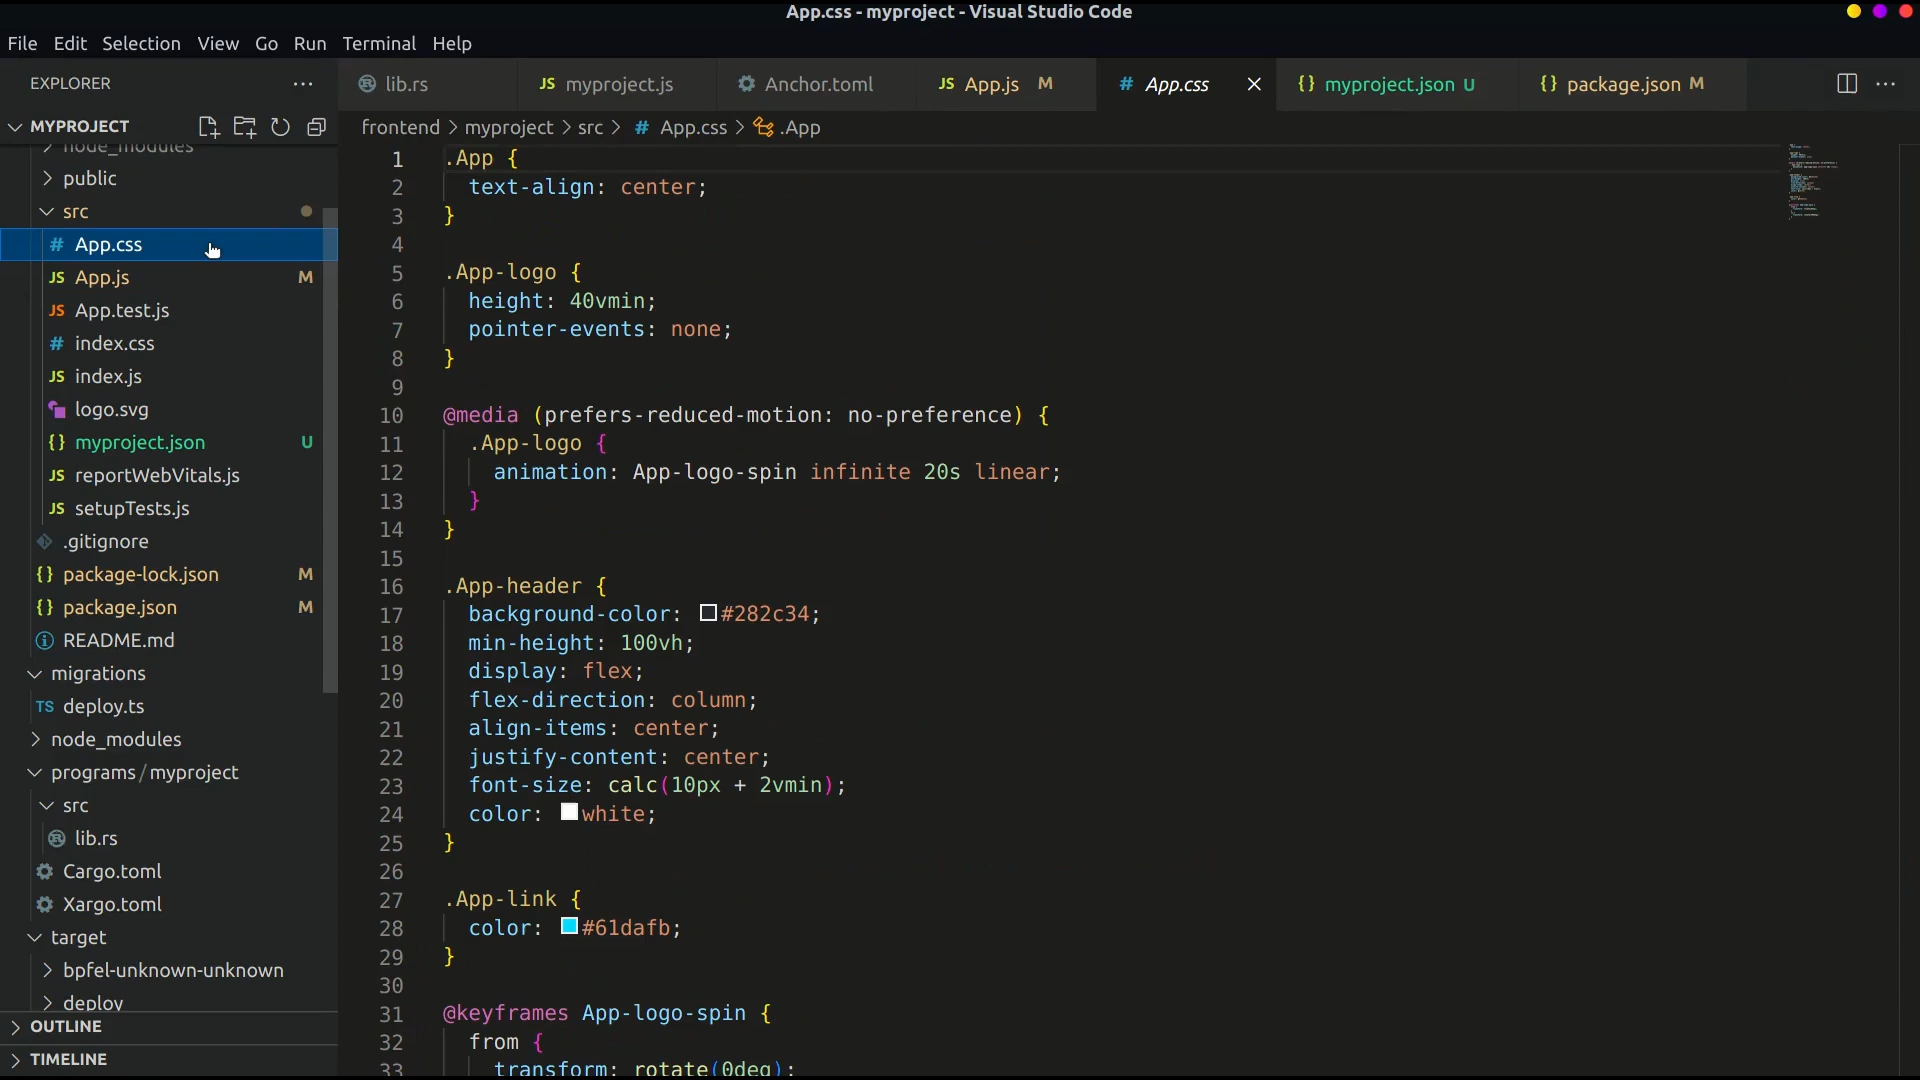 App.css - myproject - Visual Studio Code
File Edit Selection View Go Run Terminal Help
EXPLORER
MYPROJECT
node_modules
public
src
# App.css
JS App.js M
JS App.test.js
# index.css
JS index.js
logo.svg
{} myproject.json U
JS reportWebVitals.js
JS setupTests.js
.gitignore
{} package-lock.json M
{} package.json M
README.md
migrations
TS deploy.ts
node_modules
programs/myproject
src
lib.rs
Cargo.toml
Xargo.toml
target
bpfel-unknown-unknown
deploy
OUTLINE
TIMELINE
lib.rs JS myproject.js Anchor.toml JS App.js M # App.css {} myproject.json U {} package.json M
frontend > myproject > src > # App.css > .App
1 .App {
2 text-align: center;
3 }
4
5 .App-logo {
6 height: 40vmin;
7 pointer-events: none;
8 }
9
10 @media (prefers-reduced-motion: no-preference) {
11 .App-logo {
12 animation: App-logo-spin infinite 20s linear;
13 }
14 }
15
16 .App-header {
17 background-color: #282c34;
18 min-height: 100vh;
19 display: flex;
20 flex-direction: column;
21 align-items: center;
22 justify-content: center;
23 font-size: calc(10px + 2vmin);
24 color: white;
25 }
26
27 .App-link {
28 color: #61dafb;
29 }
30
31 @keyframes App-logo-spin {
32 from {
33 transform: rotate(0deg);